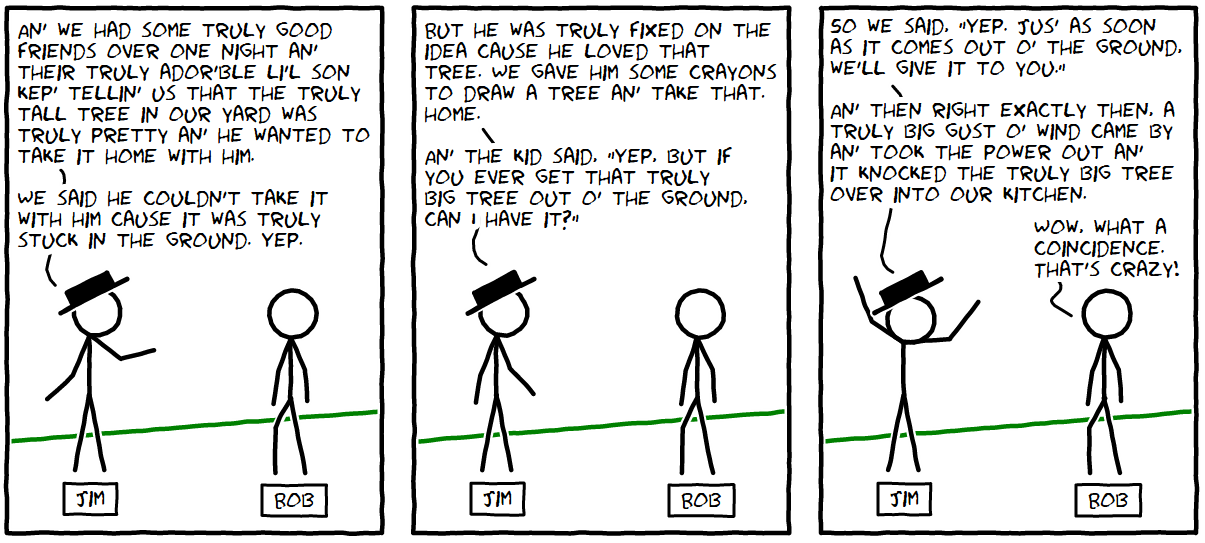 AN' WE HAD SOME TRULY GOOD
FRIENDS OVER ONE NIGHT AN'
THEIR TRULY ADOR'BLE LI'L SON
KEP' TELLIN' US THAT THE TRULY
TALL TREE IN OUR YARD WAS
TRULY PRETTY AN' HE WANTED TO
TAKE IT HOME WITH HIM.
WE SAID HE COULDN'T TAKE IT
WITH HIM CAUSE IT WAS TRULY
STUCK IN THE GROUND. YEP.
JIM
BOB
BUT HE WAS TRULY FIXED ON THE
IDEA CAUSE HE LOVED THAT
TREE. WE GAVE HIM SOME CRAYONS
TO DRAW A TREE AN' TAKE THAT.
HOME.
AN' THE KID SAID, "YEP, BUT IF
YOU EVER GET THAT TRULY
BIG TREE OUT O' THE GROUND,
CAN I HAVE IT?"
JIM
BOB
SO WE SAID, "YEP. JUS' AS SOON
AS IT COMES OUT O' THE GROUND,
WE'LL GIVE IT TO YOU."
AN' THEN RIGHT EXACTLY THEN, A
TRULY BIG GUST O' WIND CAME BY
AN' TOOK THE POWER OUT AN'
IT KNOCKED THE TRULY BIG TREE
OVER INTO OUR KITCHEN.
WOW, WHAT A
COINCIDENCE.
THAT'S CRAZY!
JIM
BOB